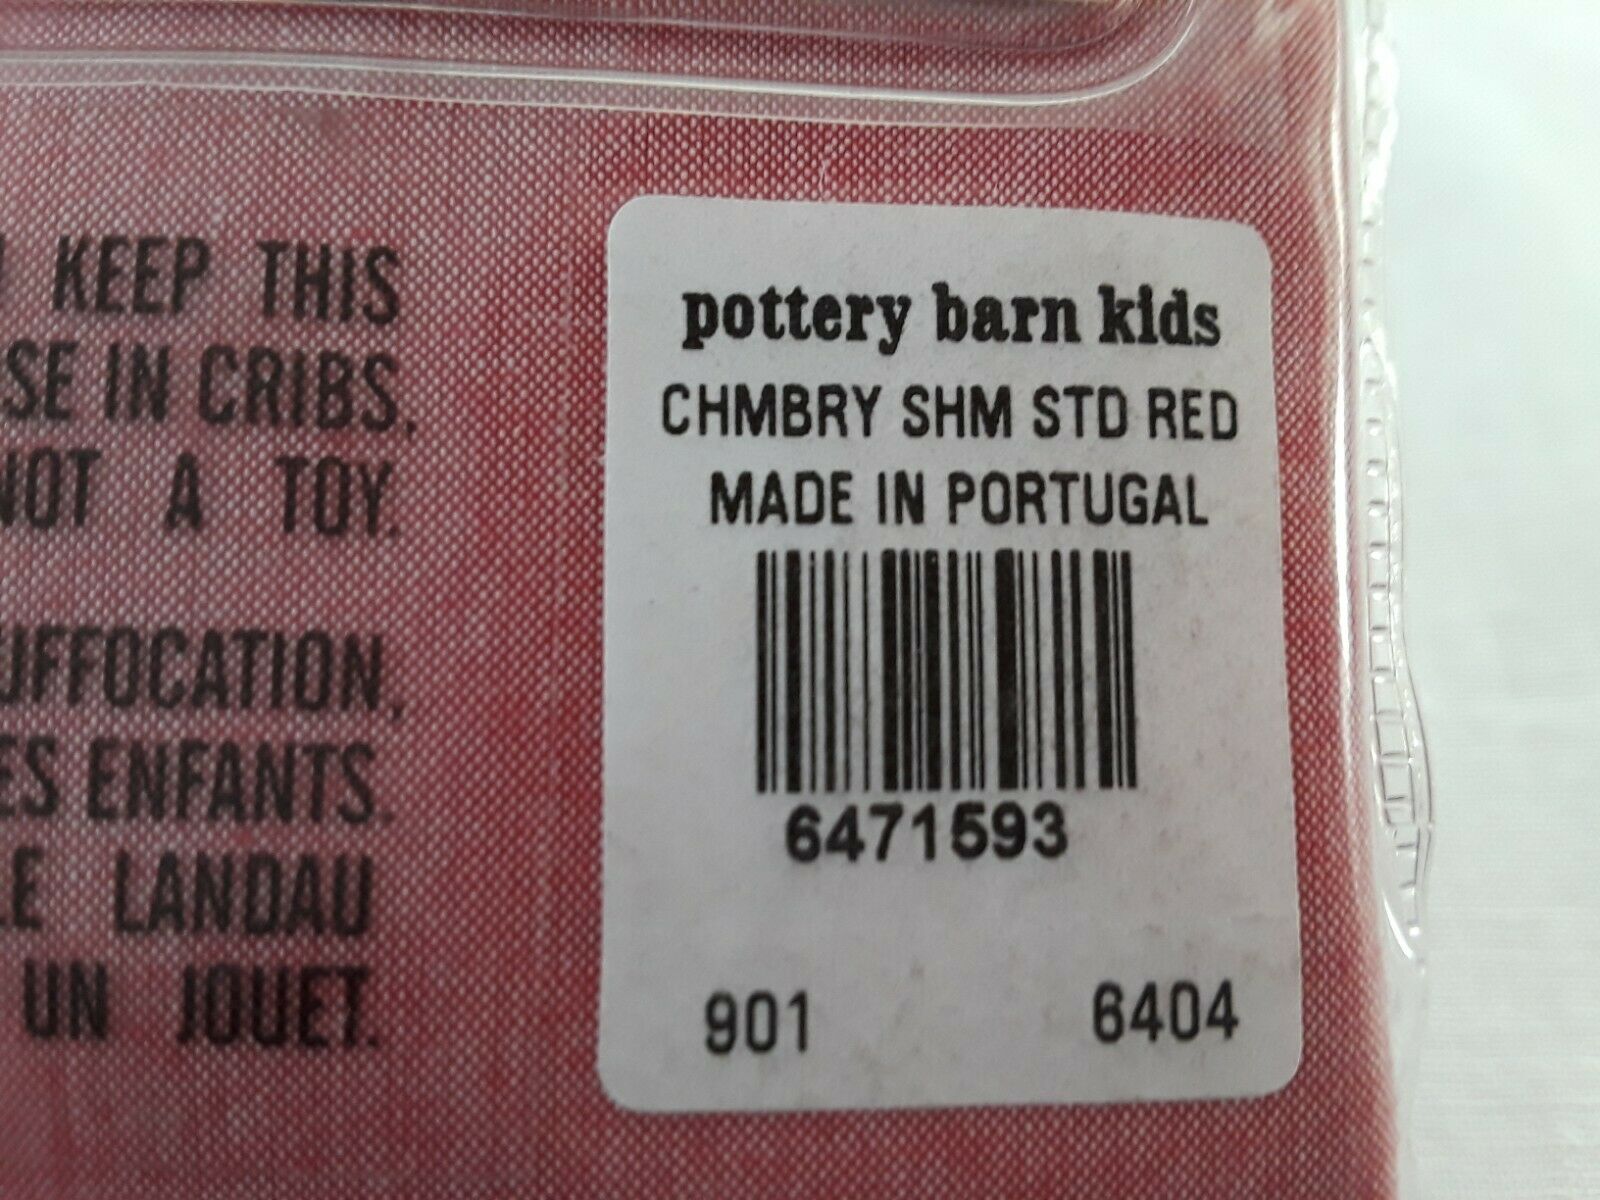 KEEP THIS
SE IN CRIBS.
NOT A TOY.
UFFOCATION,
ES ENFANTS.
LE LANDAU
UN JOUET.
pottery barn kids
CHMBRY SHM STD RED
MADE IN PORTUGAL
6471593
901 6404